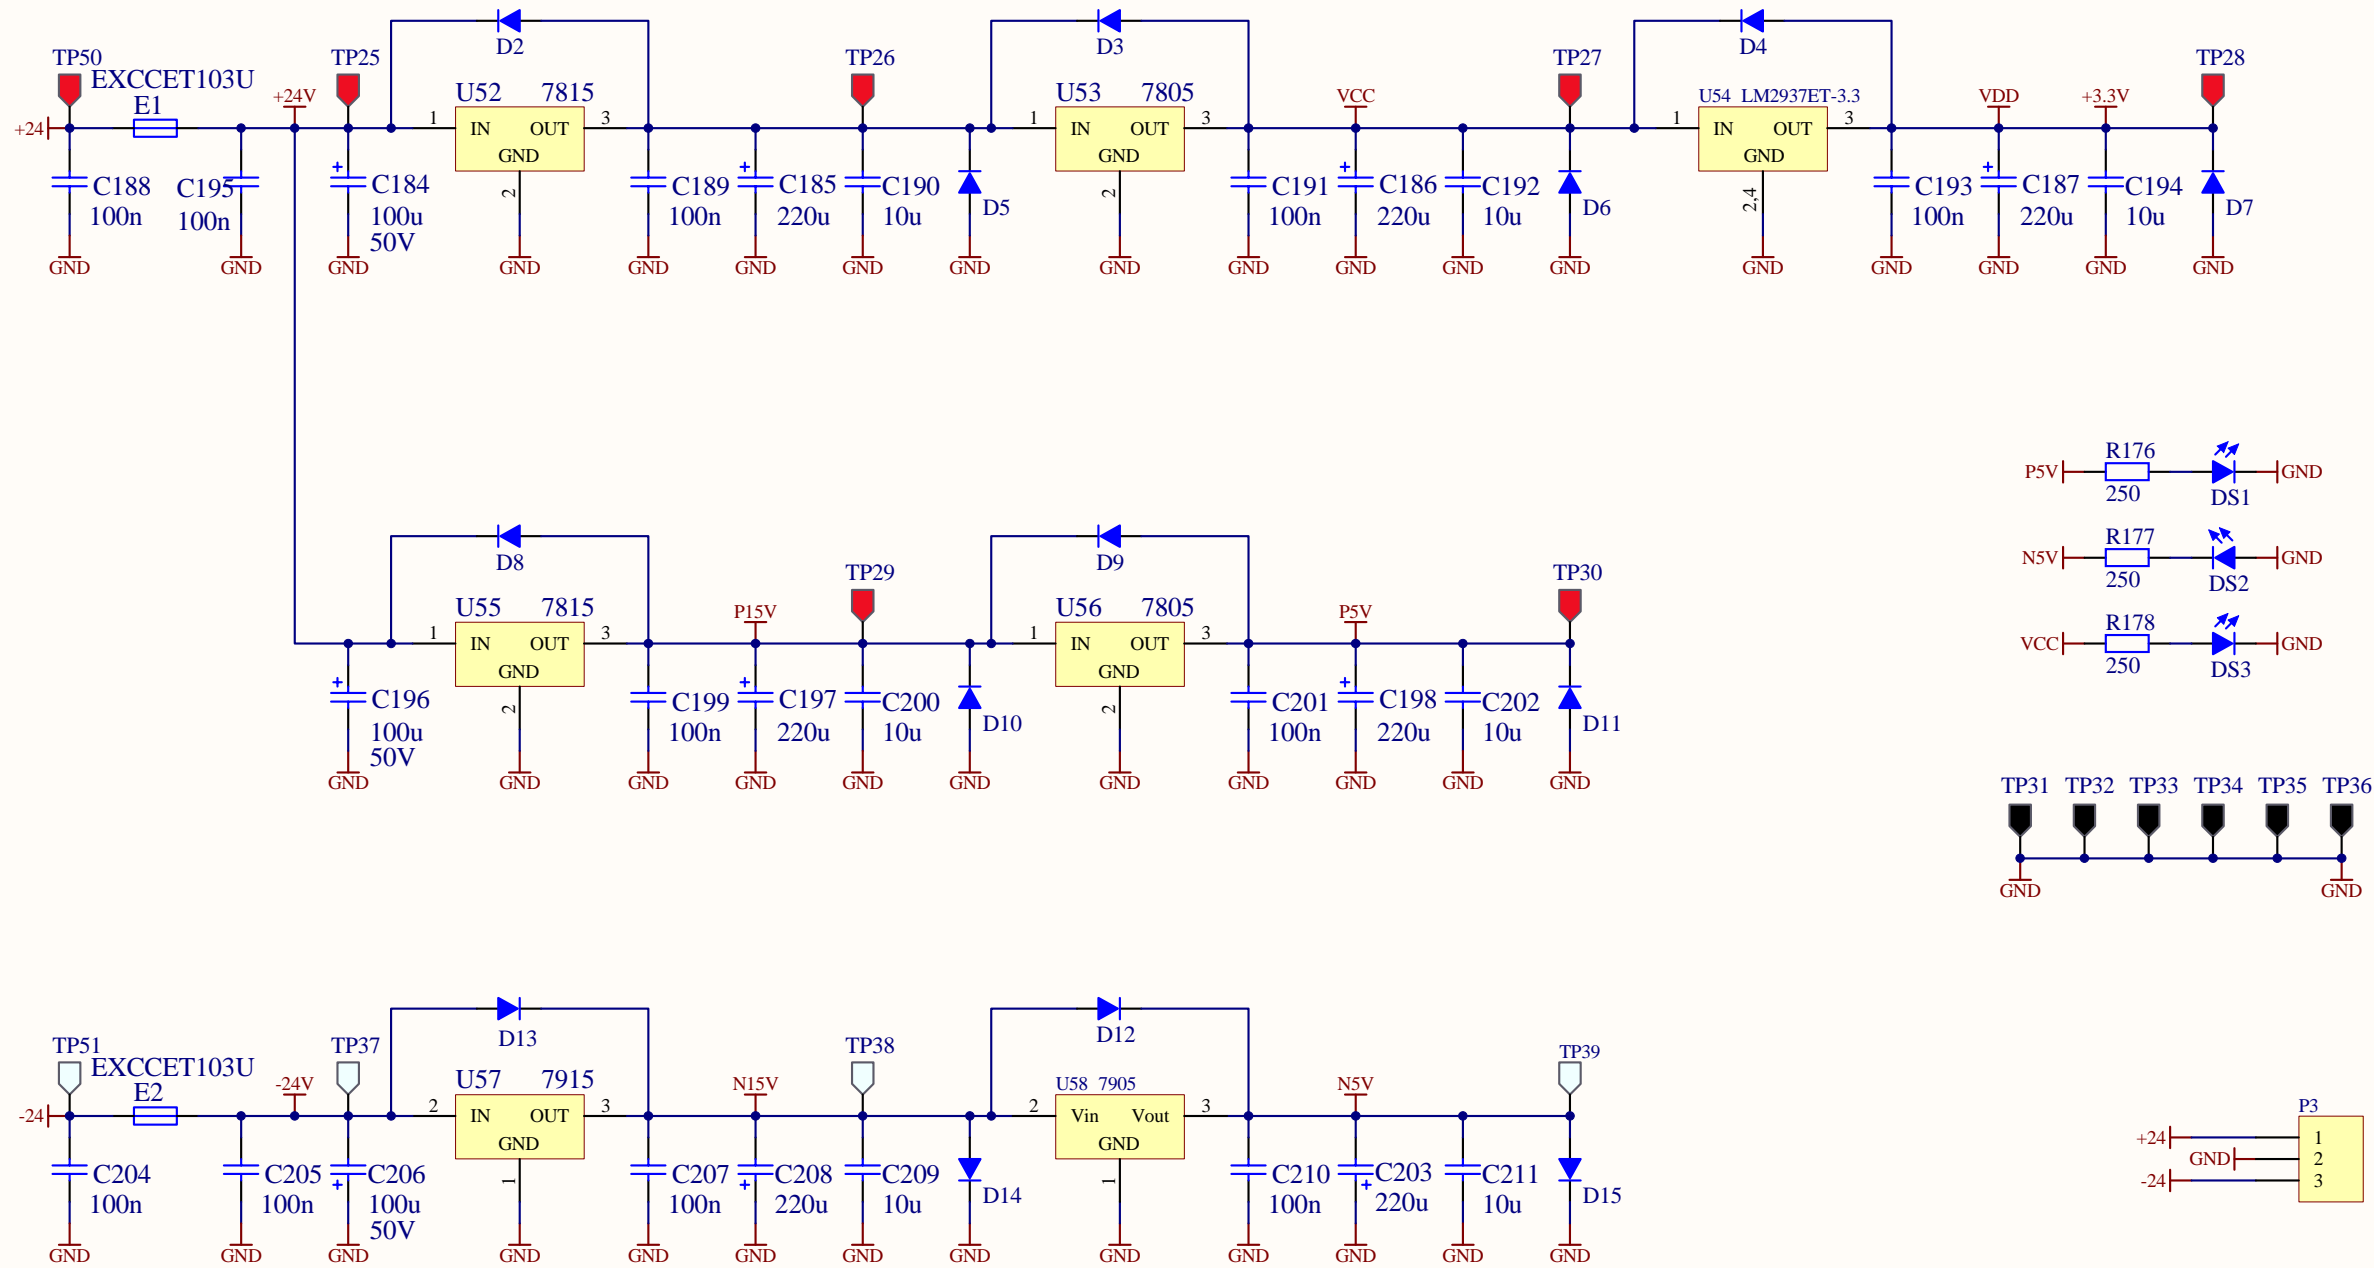 D2 D3 D4
TP50 TP25 TP26 TP27 TP28
EXCCET103U
E1 +24V U52 7815 U53 7805 VCC U54 LM2937ET-3.3 VDD +3.3V
+24 1 IN OUT 3 1 IN OUT 3 1 IN OUT 3
GND GND GND
2 2 2,4
C188 C195 C184 C189 C185 C190 C191 C186 C192 C193 C187 C194
100n 100n 100u 100n 220u 10u D5 100n 220u 10u D6 100n 220u 10u D7
50V
GND GND GND GND GND GND GND GND GND GND GND GND GND GND GND GND GND GND
R176
P5V GND
250 DS1
R177
N5V GND
250 DS2
R178
VCC GND
250 DS3
D8 D9
TP29 TP30
U55 7815 P15V U56 7805 P5V
1 IN OUT 3 1 IN OUT 3
GND GND
2 2
C196 C199 C197 C200 C201 C198 C202
100u 100n 220u 10u D10 100n 220u 10u D11
50V
GND GND GND GND GND GND GND GND GND GND GND
TP31 TP32 TP33 TP34 TP35 TP36
GND GND
D13 D12
TP51 TP37 TP38 TP39
EXCCET103U
E2 -24V U57 7915 N15V U58 7905 N5V
-24 2 IN OUT 3 2 Vin Vout 3
GND GND
1 1
C204 C205 C206 C207 C208 C209 C210 C203 C211
100n 100n 100u 100n 220u 10u D14 100n 220u 10u D15
50V
GND GND GND GND GND GND GND GND GND GND GND GND GND
P3
+24 1
GND 2
-24 3